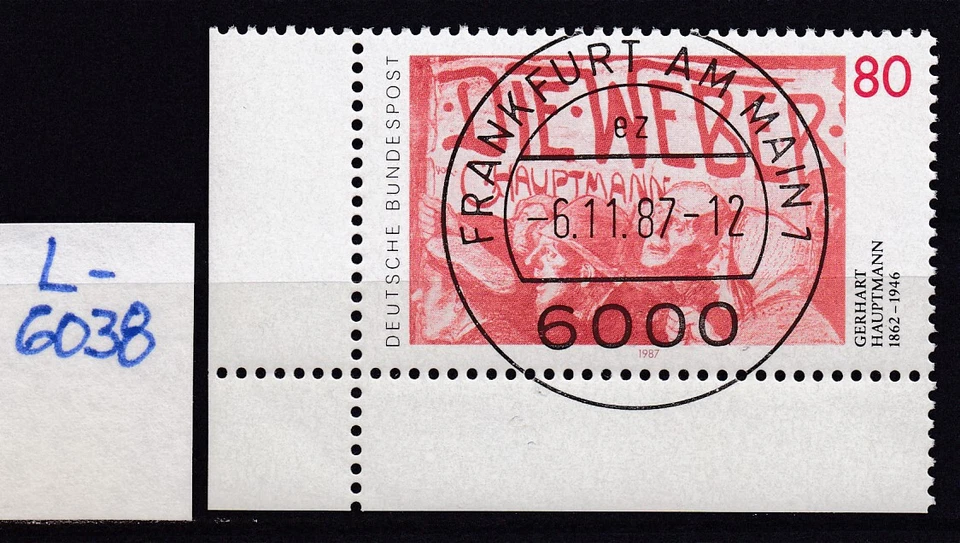 L-
6038
DEUTSCHE BUNDESPOST
DIE WEBER
G. HAUPTMANN
80
FRANKFURT AM MAIN 1
ez
-6.11.87-12
6000
GERHART
HAUPTMANN
1862–1946
1987